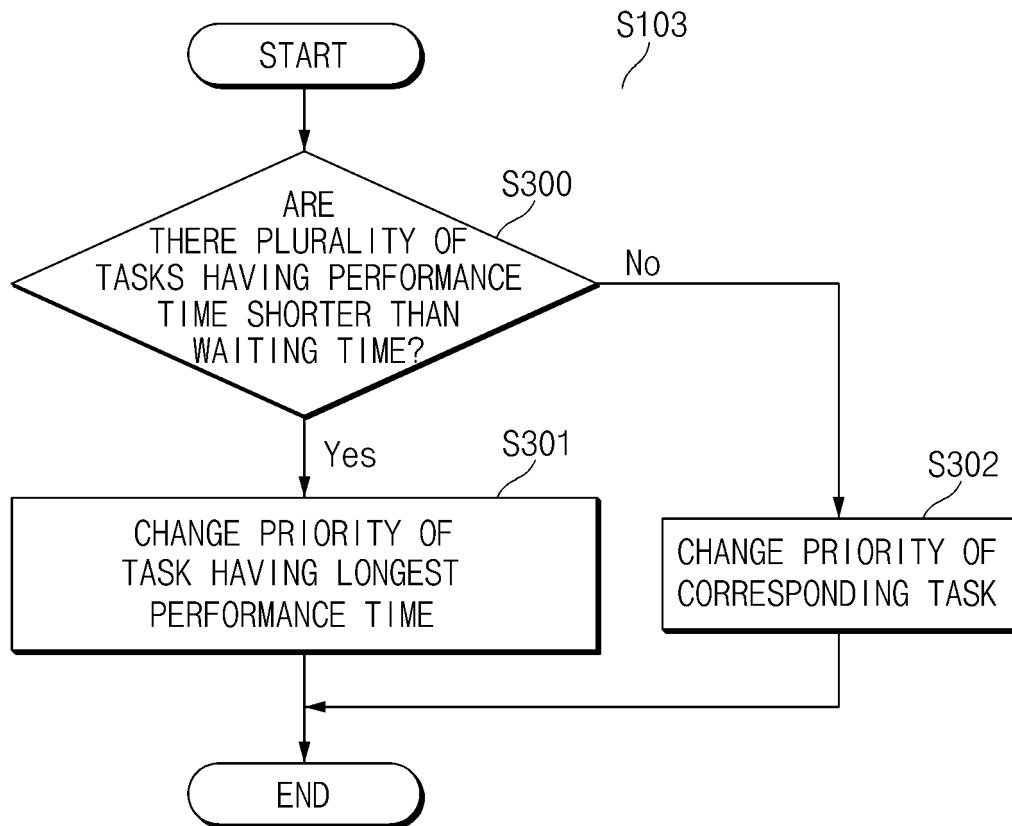 START
S103
S300
ARE
THERE PLURALITY OF
TASKS HAVING PERFORMANCE
TIME SHORTER THAN
WAITING TIME?
No
Yes
S301
CHANGE PRIORITY OF
TASK HAVING LONGEST
PERFORMANCE TIME
S302
CHANGE PRIORITY OF
CORRESPONDING TASK
END